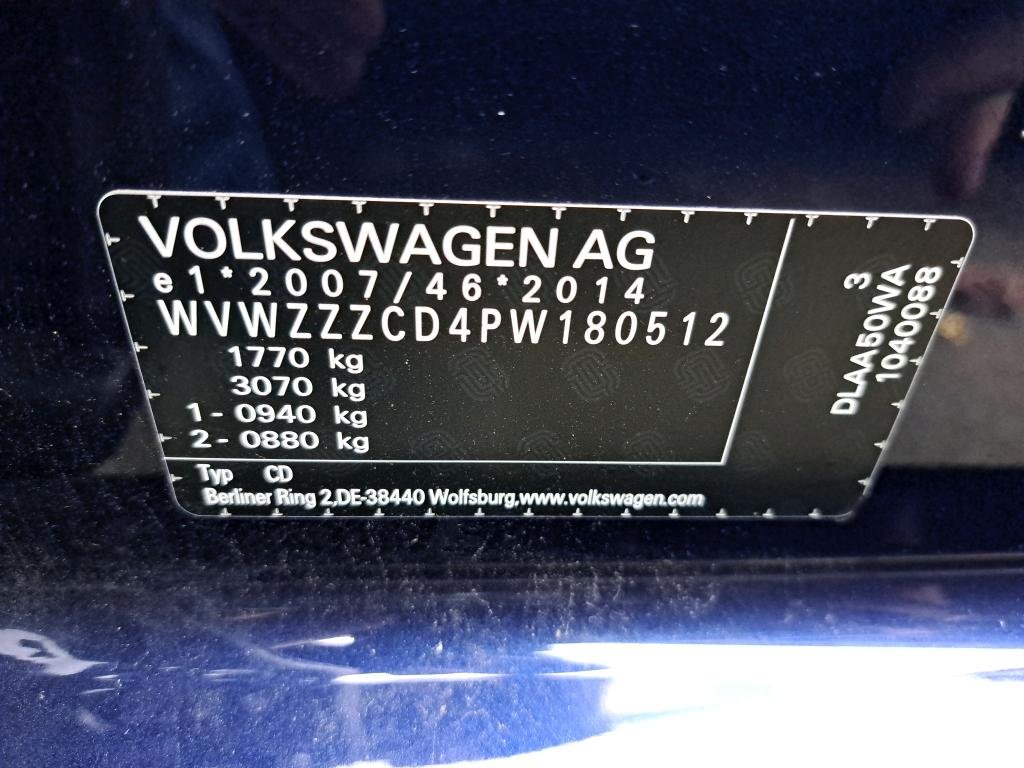 VOLKSWAGEN AG
e1*2007/46*2014
WVWZZZCD4PW180512
1770 kg
3070 kg
1- 0940 kg
2- 0880 kg
Typ CD
Berliner Ring 2,DE-38440 Wolfsburg,www.volkswagen.com
3
DLAA50WA
1040088